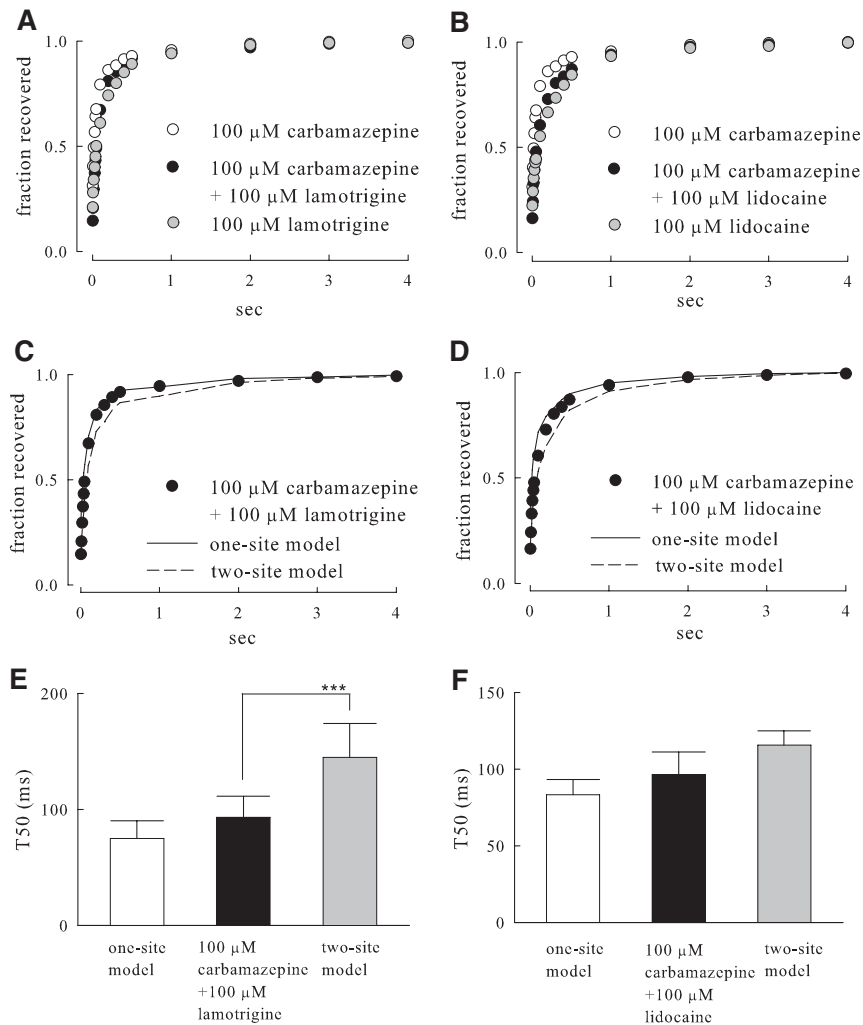 A
fraction recovered
1.0
0.5
0.0
100 μM carbamazepine
100 μM carbamazepine
+ 100 μM lamotrigine
100 μM lamotrigine
0 1 2 3 4
sec
B
fraction recovered
1.0
0.5
0.0
100 μM carbamazepine
100 μM carbamazepine
+ 100 μM lidocaine
100 μM lidocaine
0 1 2 3 4
sec
C
fraction recovered
1.0
0.5
0.0
100 μM carbamazepine
+ 100 μM lamotrigine
one-site model
two-site model
0 1 2 3 4
sec
D
fraction recovered
1.0
0.5
0.0
100 μM carbamazepine
+ 100 μM lidocaine
one-site model
two-site model
0 1 2 3 4
sec
E
T50 (ms)
200
100
0
***
one-site
model
100 μM
carbamazepine
+100 μM
lamotrigine
two-site
model
F
T50 (ms)
150
100
50
0
one-site
model
100 μM
carbamazepine
+100 μM
lidocaine
two-site
model